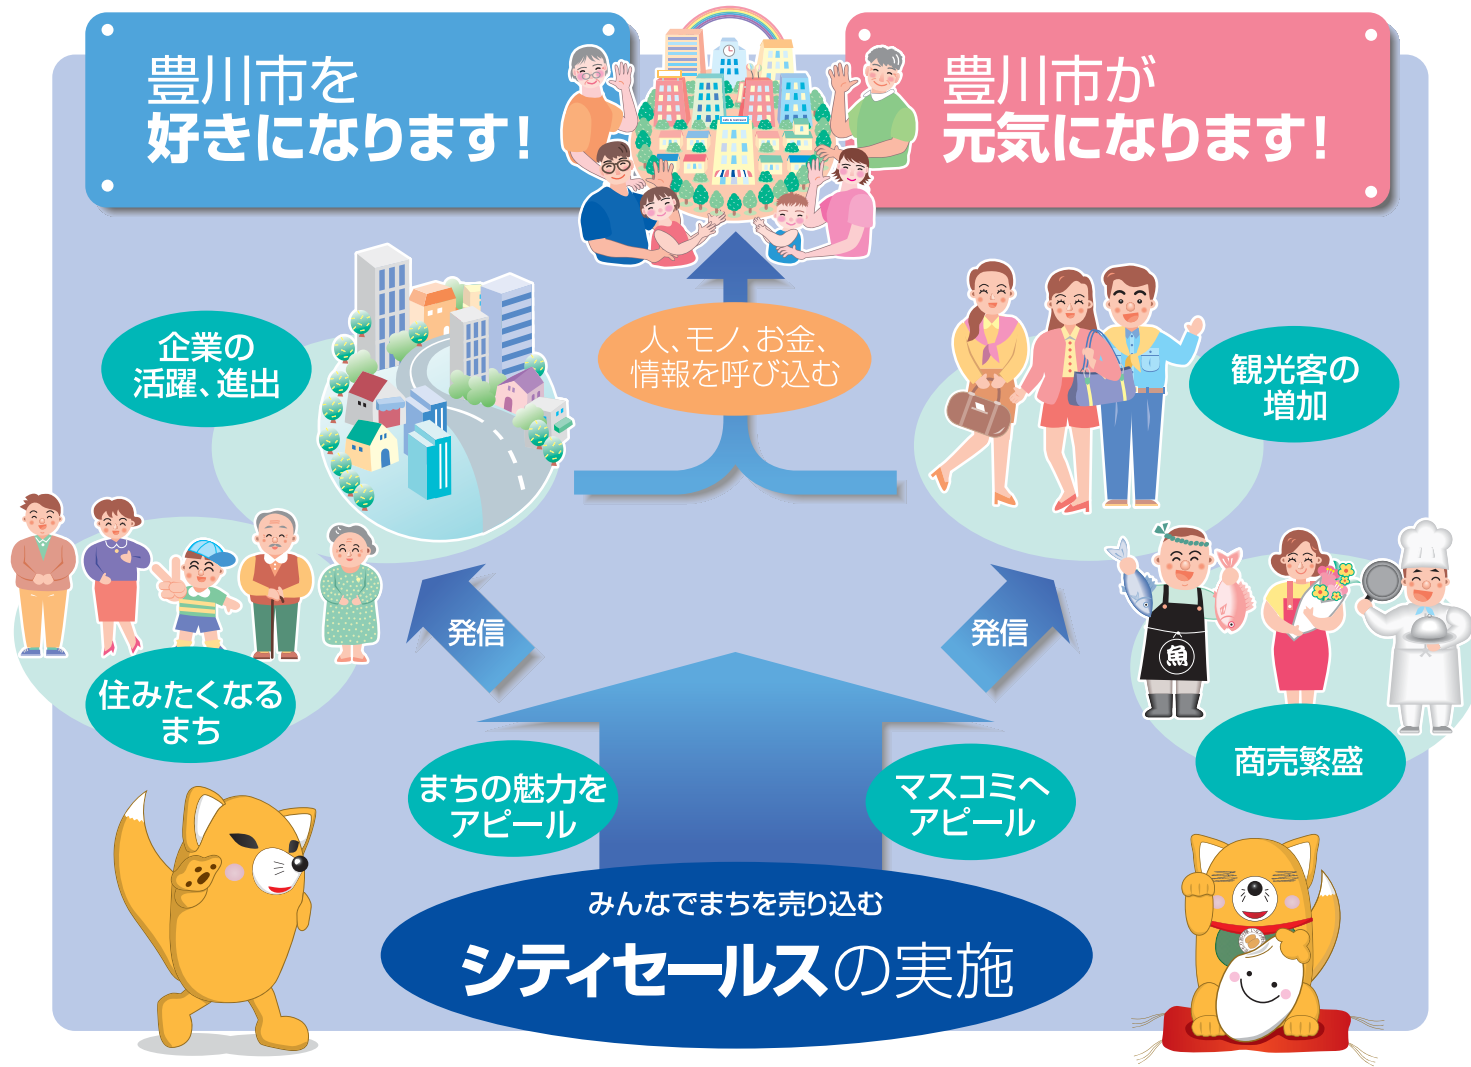 豊川市を
好きになります！
豊川市が
元気になります！
人、モノ、お金、
情報を呼び込む
企業の
活躍、進出
観光客の
増加
発信
発信
住みたくなる
まち
魚
商売繁盛
まちの魅力を
アピール
マスコミへ
アピール
みんなでまちを売り込む
シティセールスの実施